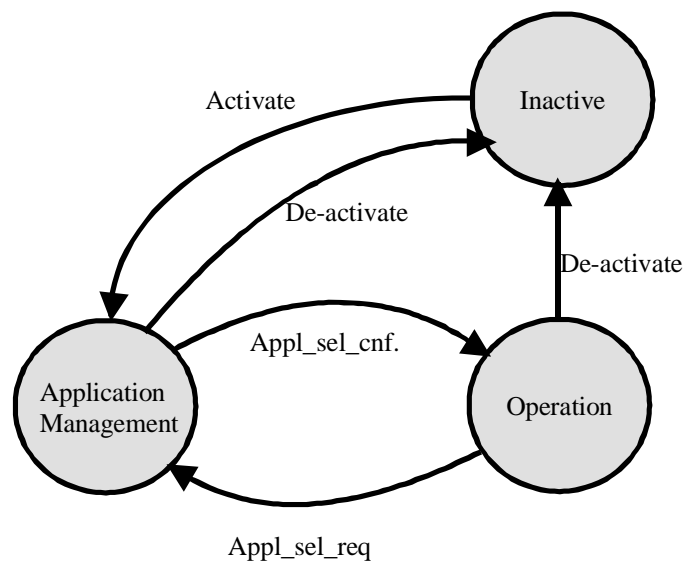 Activate
Inactive
De-activate
De-activate
Appl_sel_cnf.
Application
Management
Operation
Appl_sel_req